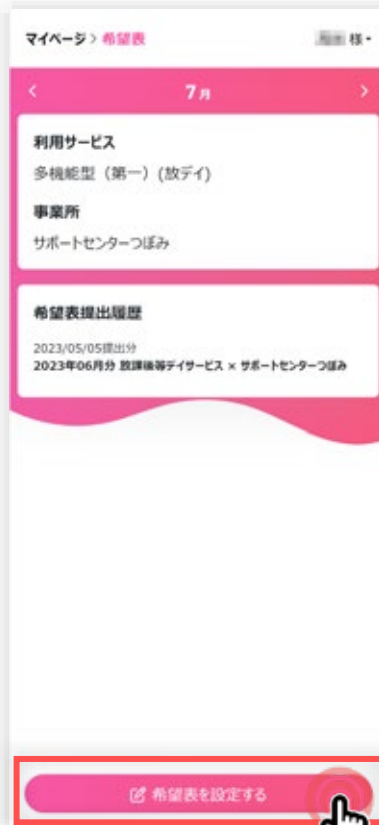 マイページ > 希望表
様
7月
利用サービス
多機能型（第一）(放デイ)
事業所
サポートセンターつぼみ
希望表提出履歴
2023/05/05提出分
2023年06月分 放課後等デイサービス × サポートセンターつぼみ
希望表を設定する